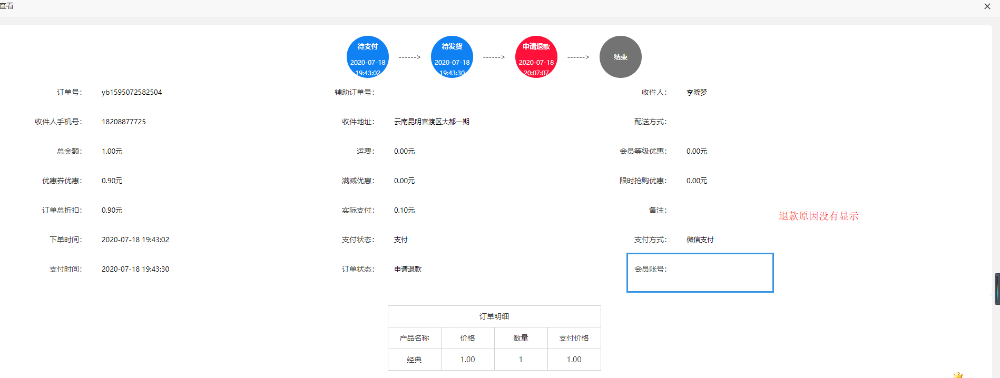 查看
待支付
2020-07-18
19:43:02
------>
待发货
2020-07-18
19:43:30
------>
申请退款
2020-07-18
20:07:07
------>
结束
订单号： yb1595072582504 辅助订单号： 收件人： 李晓梦
收件人手机号： 18208877725 收件地址： 云南昆明官渡区大都一期 配送方式：
总金额： 1.00元 运费： 0.00元 会员等级优惠： 0.00元
优惠券优惠： 0.90元 满减优惠： 0.00元 限时抢购优惠： 0.00元
订单总折扣： 0.90元 实际支付： 0.10元 备注：
退款原因没有显示
下单时间： 2020-07-18 19:43:02 支付状态： 支付 支付方式： 微信支付
支付时间： 2020-07-18 19:43:30 订单状态： 申请退款 会员账号：
订单明细
产品名称 价格 数量 支付价格
经典 1.00 1 1.00